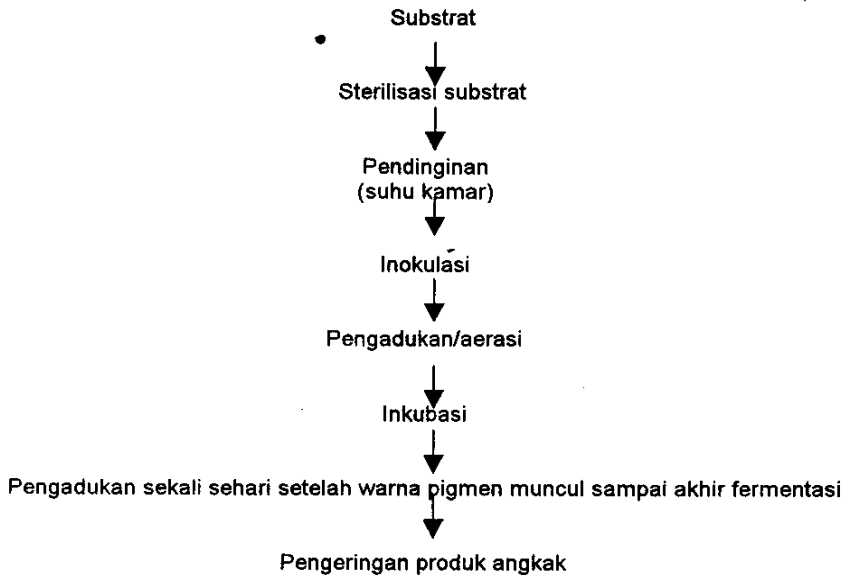 Substrat
Sterilisasi substrat
Pendinginan
(suhu kamar)
Inokulasi
Pengadukan/aerasi
Inkubasi
Pengadukan sekali sehari setelah warna pigmen muncul sampai akhir fermentasi
Pengeringan produk angkak